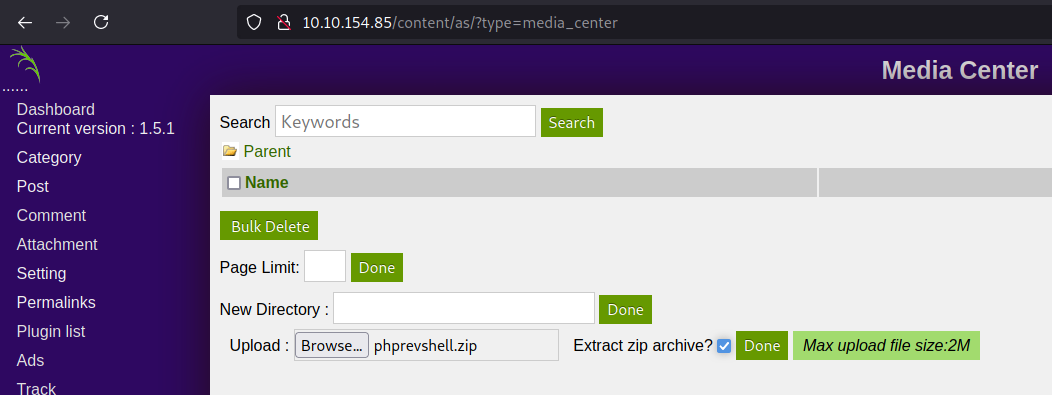 10.10.154.85/content/as/?type=media_center
Media Center
......
Dashboard
Current version : 1.5.1
Category
Post
Comment
Attachment
Setting
Permalinks
Plugin list
Ads
Track
Search Keywords Search
Parent
Name
Bulk Delete
Page Limit: Done
New Directory : Done
Upload : Browse... phprevshell.zip Extract zip archive? Done Max upload file size:2M